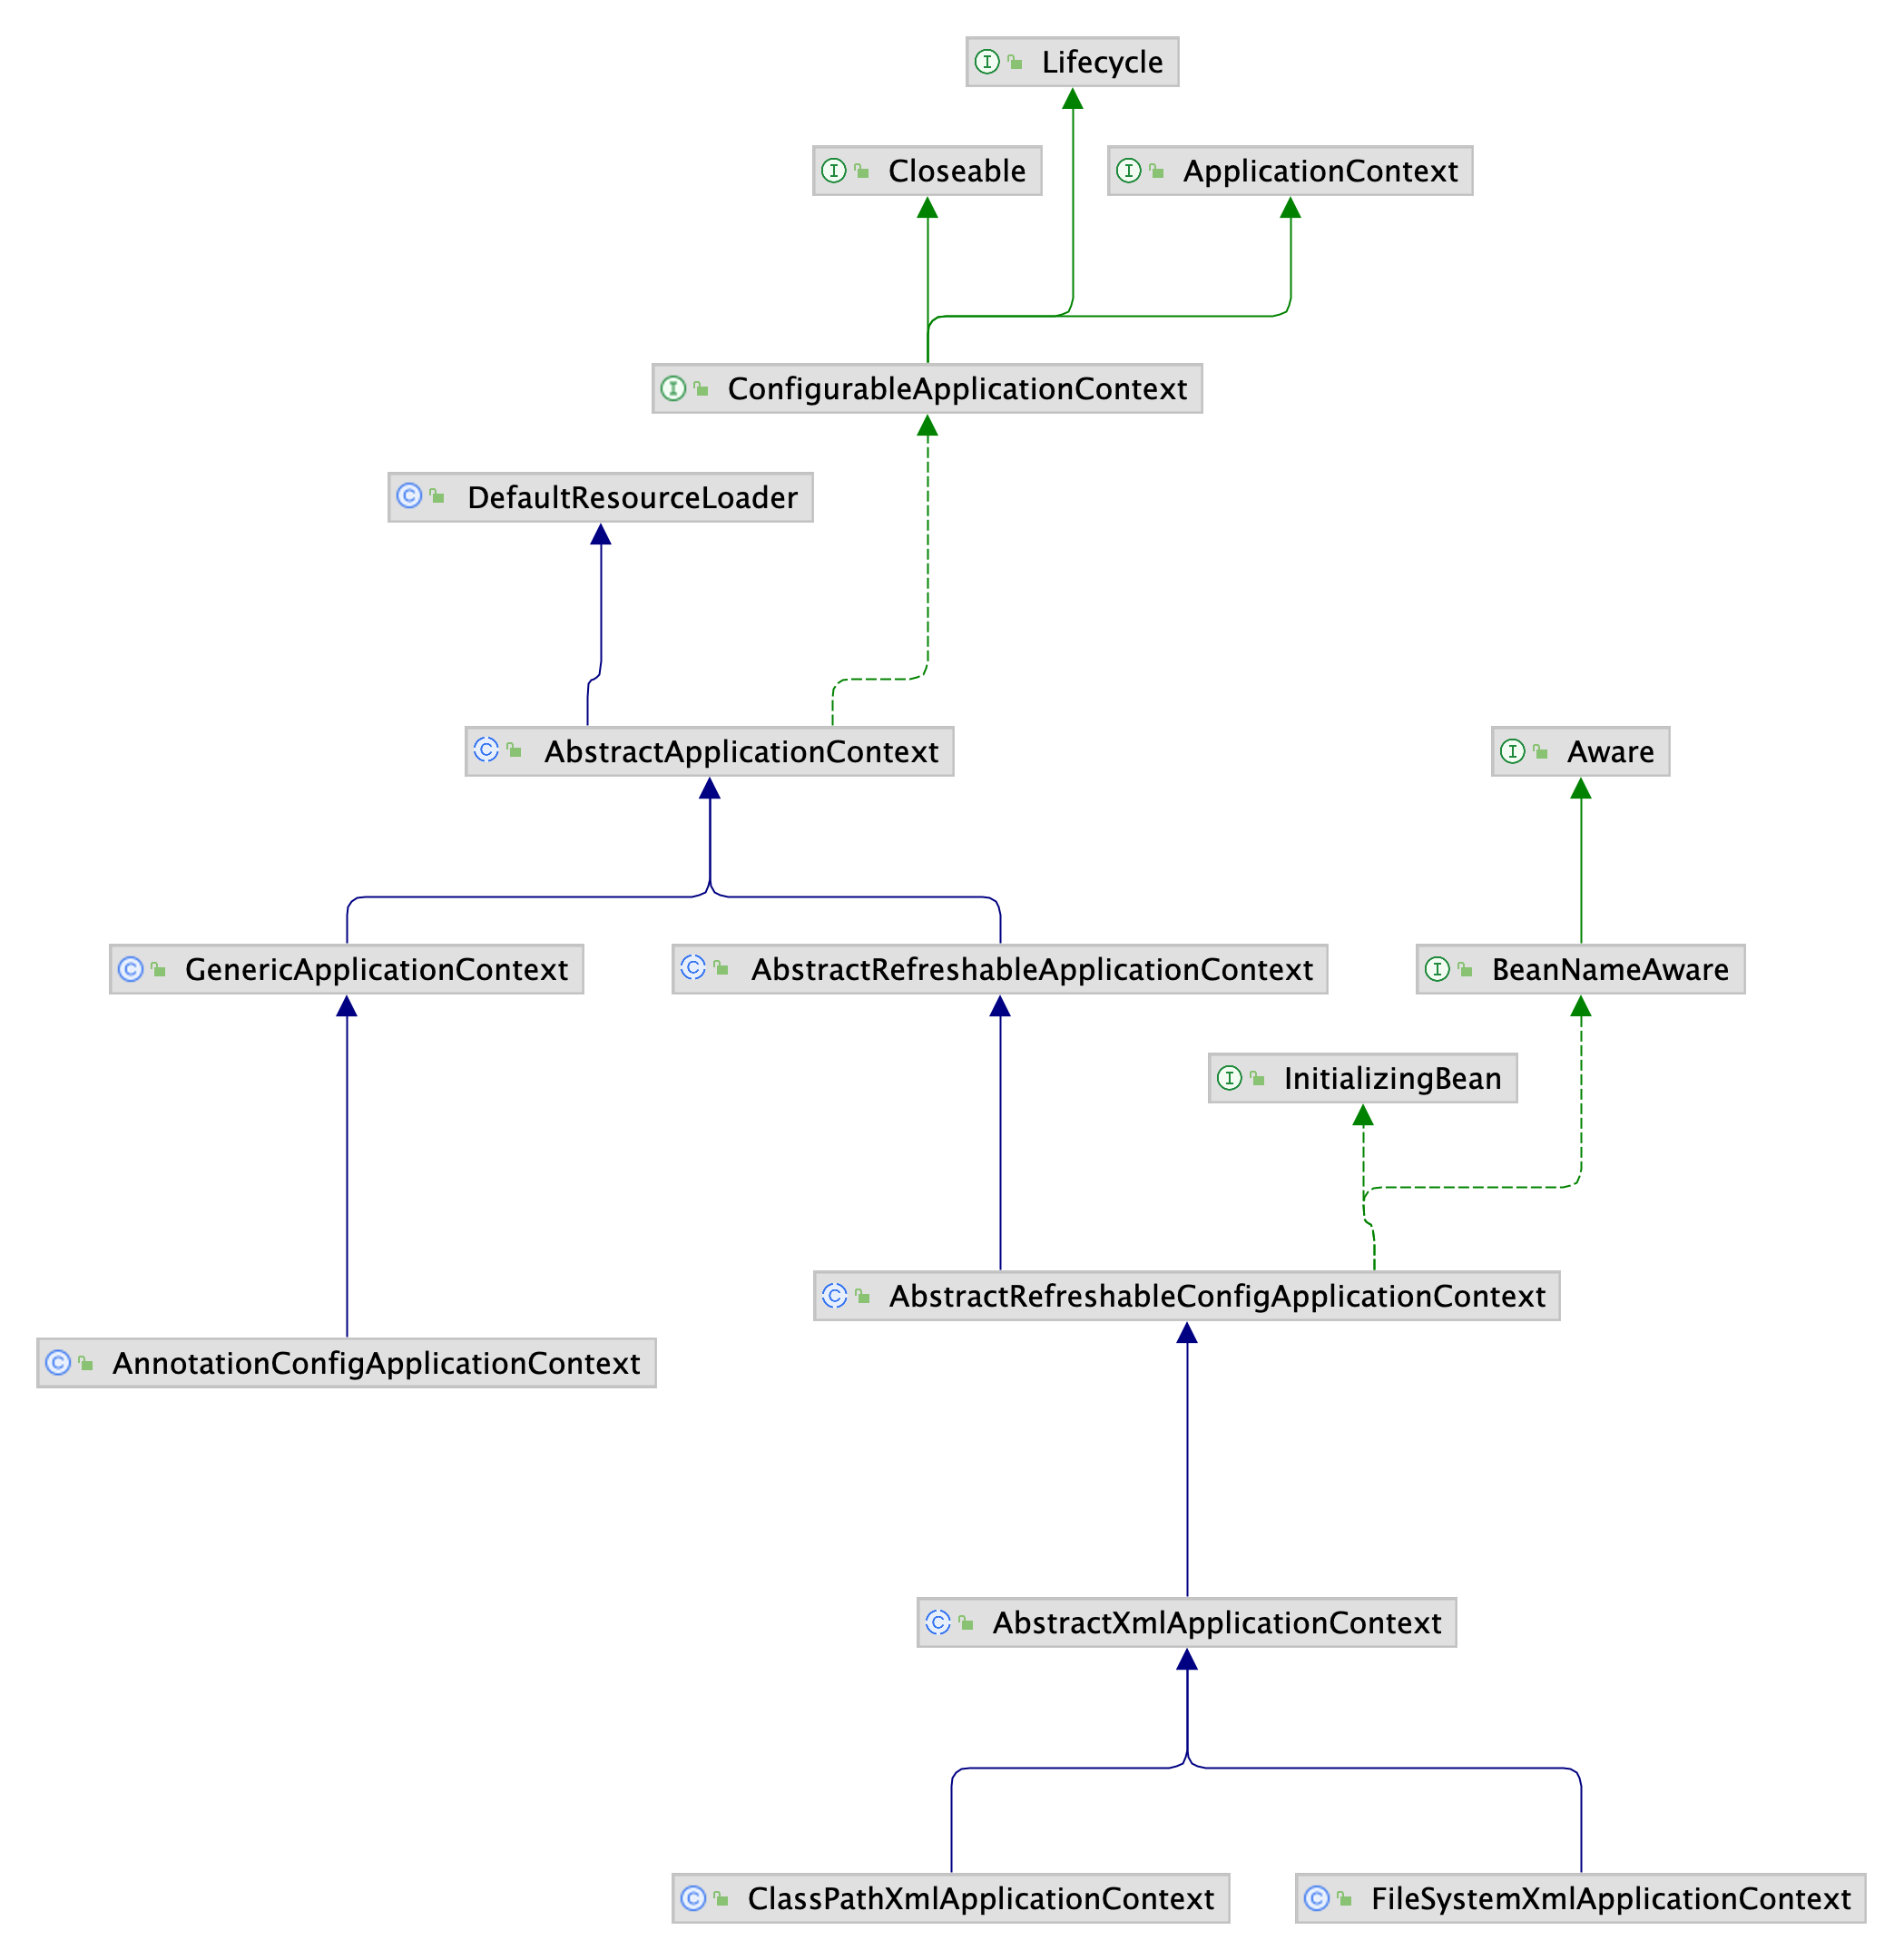 Lifecycle
Closeable
ApplicationContext
ConfigurableApplicationContext
DefaultResourceLoader
AbstractApplicationContext
Aware
GenericApplicationContext
AbstractRefreshableApplicationContext
BeanNameAware
InitializingBean
AbstractRefreshableConfigApplicationContext
AnnotationConfigApplicationContext
AbstractXmlApplicationContext
ClassPathXmlApplicationContext
FileSystemXmlApplicationContext